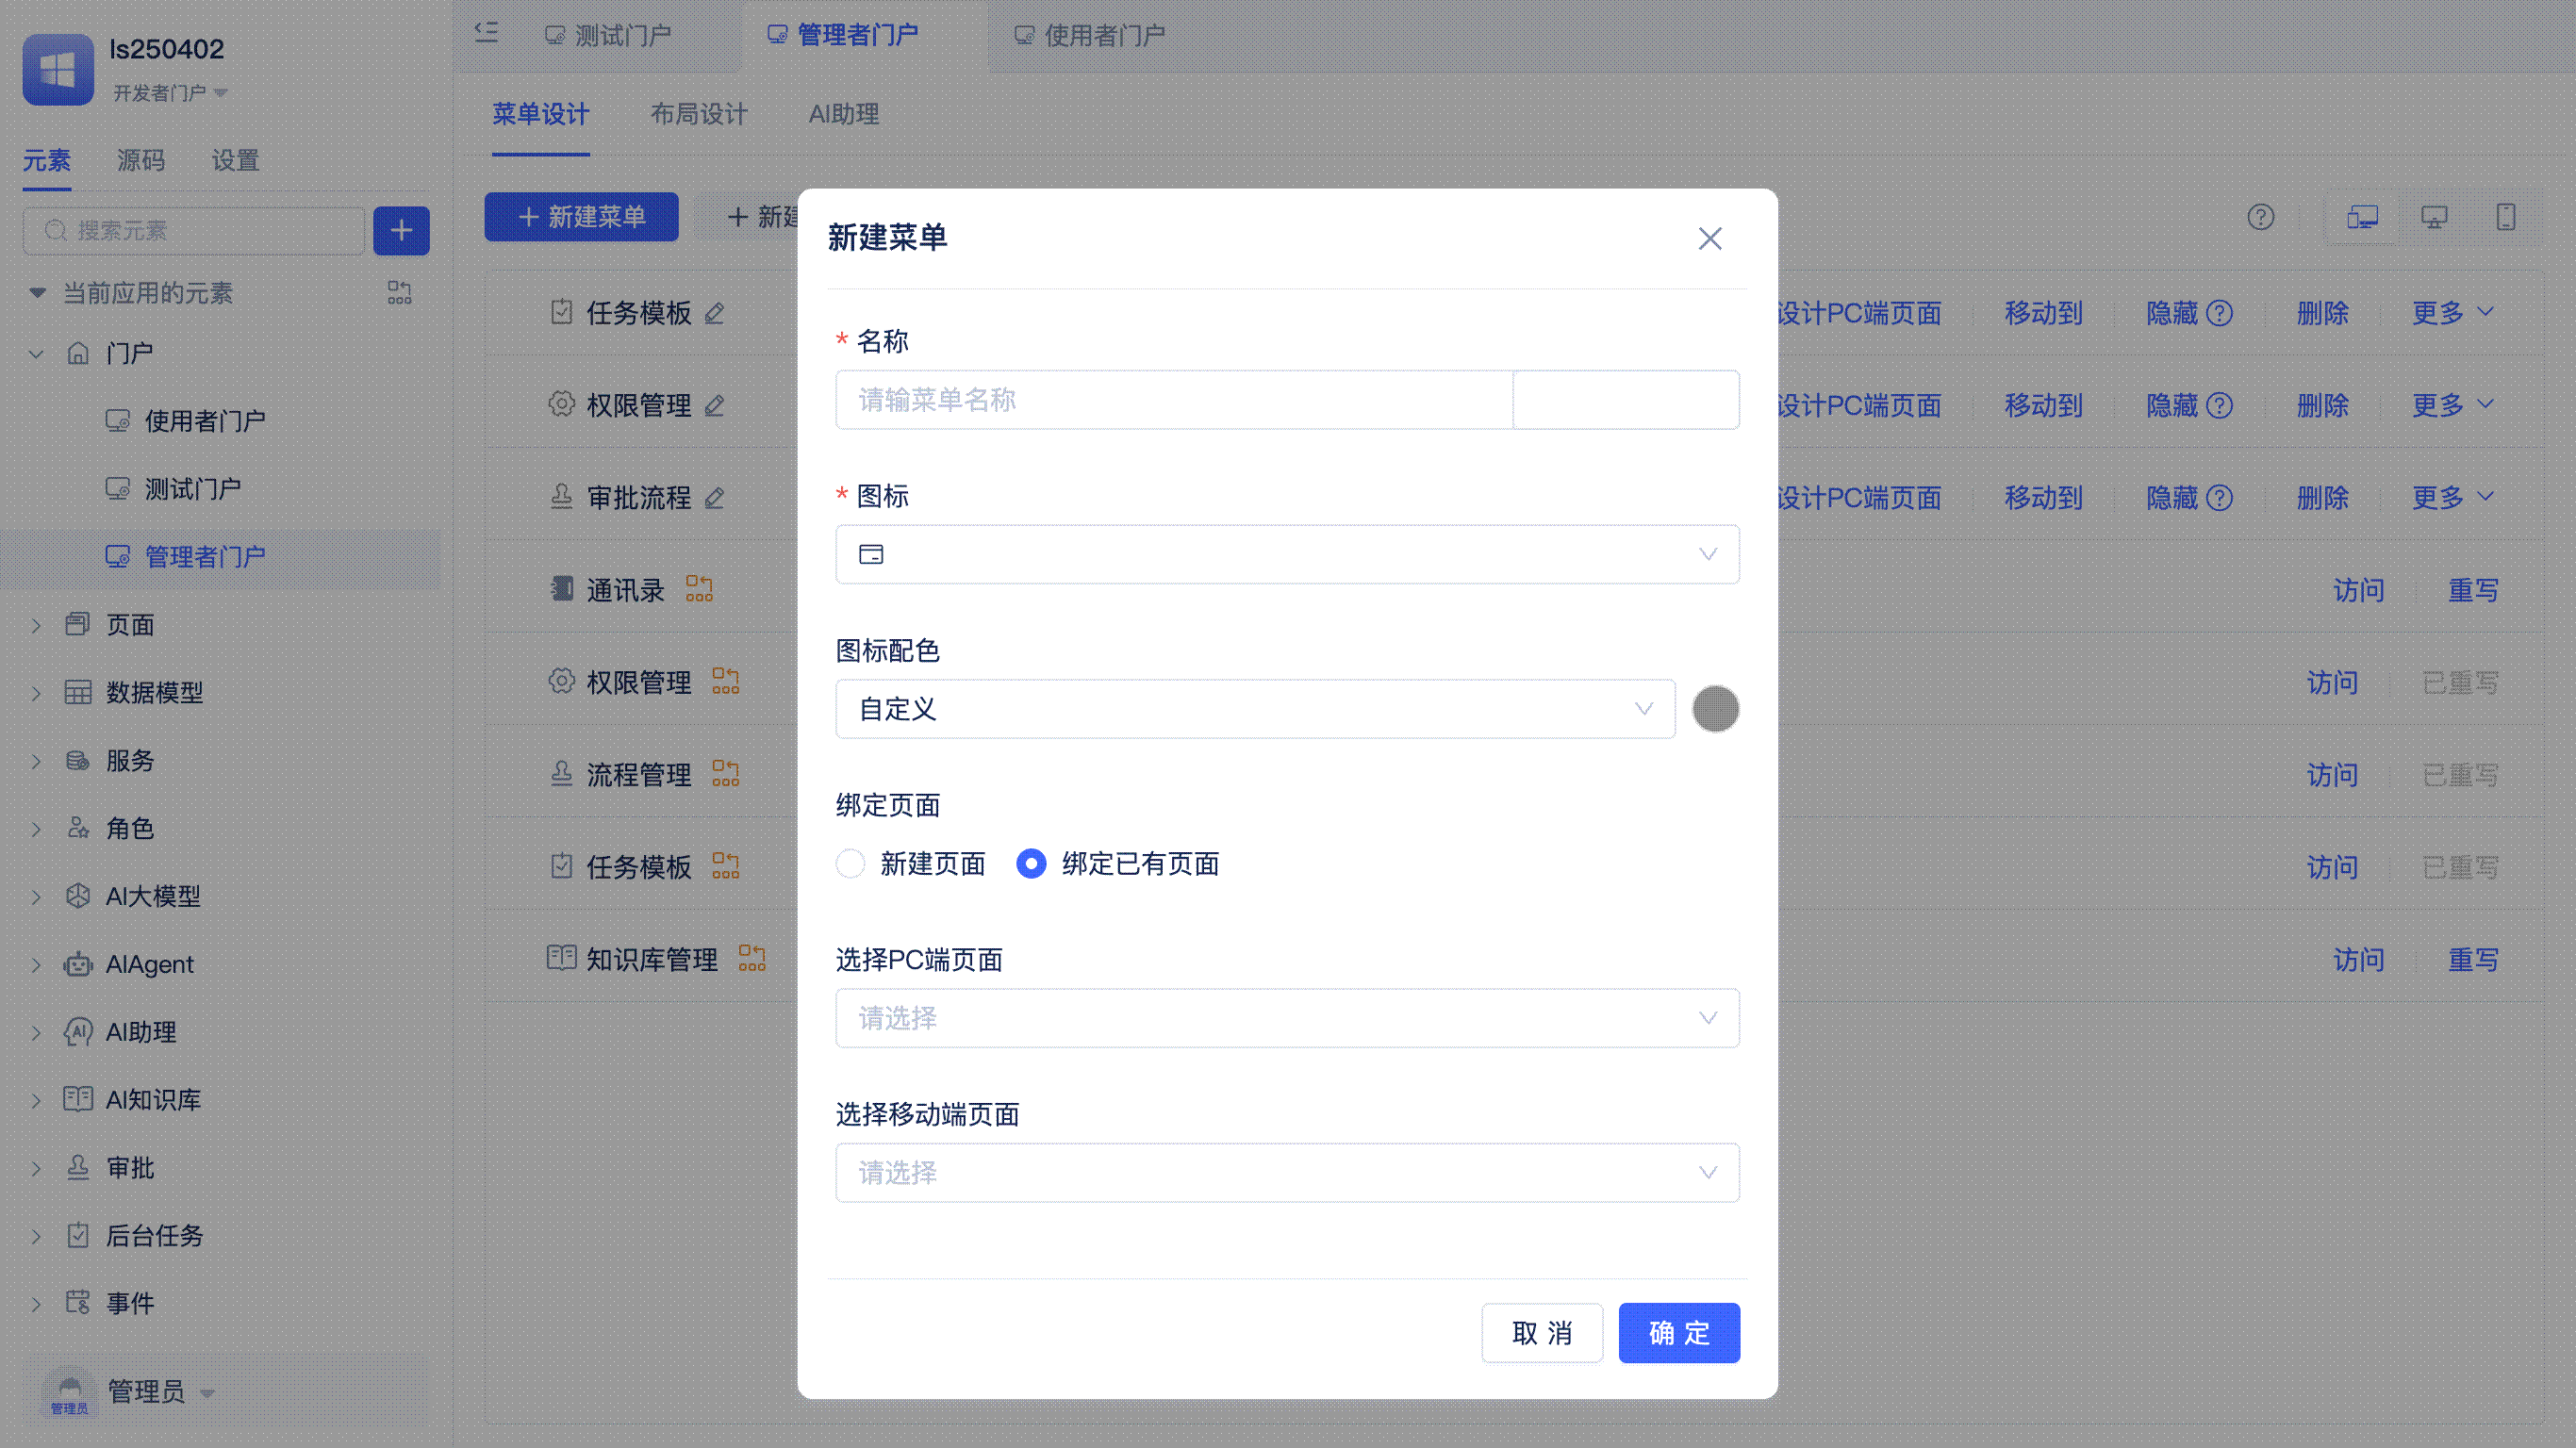 ls250402
开发者门户
元素 源码 设置
搜索元素
当前应用的元素
门户
使用者门户
测试门户
管理者门户
页面
数据模型
服务
角色
AI大模型
AIAgent
AI助理
AI知识库
审批
后台任务
事件
管理员
管理员
测试门户 管理者门户 使用者门户
菜单设计 布局设计 AI助理
新建菜单 新建
任务模板 设计PC端页面 移动到 隐藏 删除 更多
权限管理 设计PC端页面 移动到 隐藏 删除 更多
审批流程 设计PC端页面 移动到 隐藏 删除 更多
通讯录 访问 重写
权限管理 访问 已重写
流程管理 访问 已重写
任务模板 访问 已重写
知识库管理 访问 重写
新建菜单
* 名称
请输菜单名称
* 图标
图标配色
自定义
绑定页面
新建页面 绑定已有页面
选择PC端页面
请选择
选择移动端页面
请选择
取 消 确 定